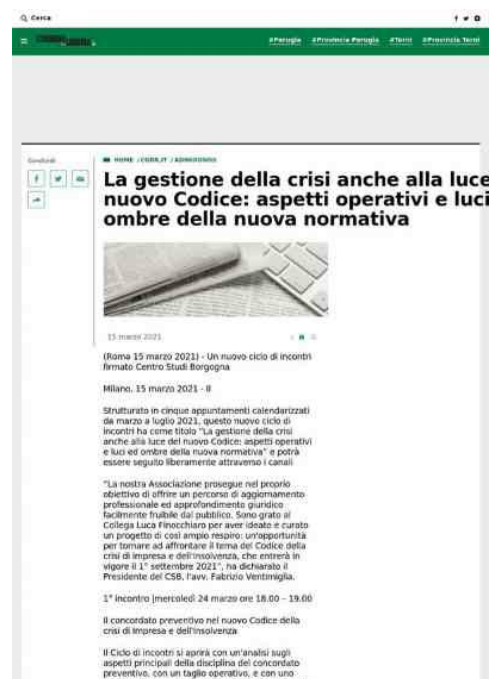 Cerca
#Perugia #Provincia Perugia #Terni #Provincia Terni
Condividi
HOME /CORR.IT /ADNKRONOS
La gestione della crisi anche alla luce
nuovo Codice: aspetti operativi e luci
ombre della nuova normativa
15 marzo 2021
(Roma 15 marzo 2021) - Un nuovo ciclo di incontri
firmato Centro Studi Borgogna
Milano, 15 marzo 2021 - Il
Strutturato in cinque appuntamenti calendarizzati
da marzo a luglio 2021, questo nuovo ciclo di
incontri ha come titolo "La gestione della crisi
anche alla luce del nuovo Codice: aspetti operativi
e luci ed ombre della nuova normativa" e potrà
essere seguito liberamente attraverso i canali
"La nostra Associazione prosegue nel proprio
obiettivo di offrire un percorso di aggiornamento
professionale ed approfondimento giuridico
facilmente fruibile dal pubblico. Sono grato al
Collega Luca Finocchiaro per aver ideato e curato
un progetto di così ampio respiro: un'opportunità
per tornare ad affrontare il tema del Codice della
crisi di impresa e dell'insolvenza, che entrerà in
vigore il 1° settembre 2021", ha dichiarato il
Presidente del CSB, l'avv. Fabrizio Ventimiglia.
1° incontro |mercoledì 24 marzo ore 18.00 – 19.00
Il concordato preventivo nel nuovo Codice della
crisi di Impresa e dell'Insolvenza
Il Ciclo di incontri si aprirà con un'analisi sugli
aspetti principali della disciplina del concordato
preventivo, con un taglio operativo, e con uno